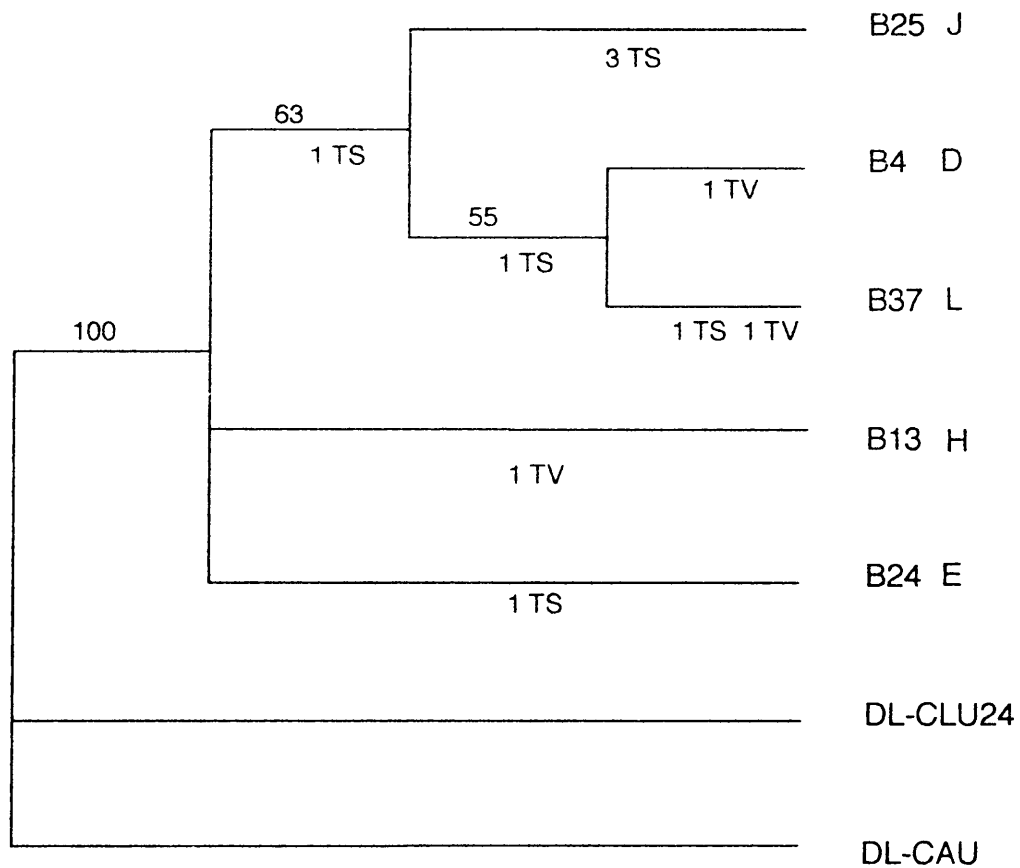 B25 J
3 TS
63
1 TS
B4 D
1 TV
55
1 TS
B37 L
1 TS 1 TV
100
B13 H
1 TV
B24 E
1 TS
DL-CLU24
DL-CAU